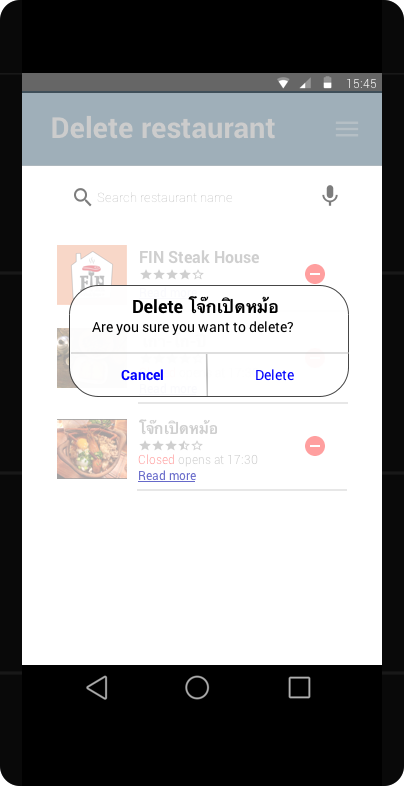 15:45
Delete restaurant
Search restaurant name
FIN Steak House
FIN
Delete โจ๊กเปิดหม้อ
Are you sure you want to delete?
Cancel
Delete
โจ๊กเปิดหม้อ
Closed opens at 17:30
Read more